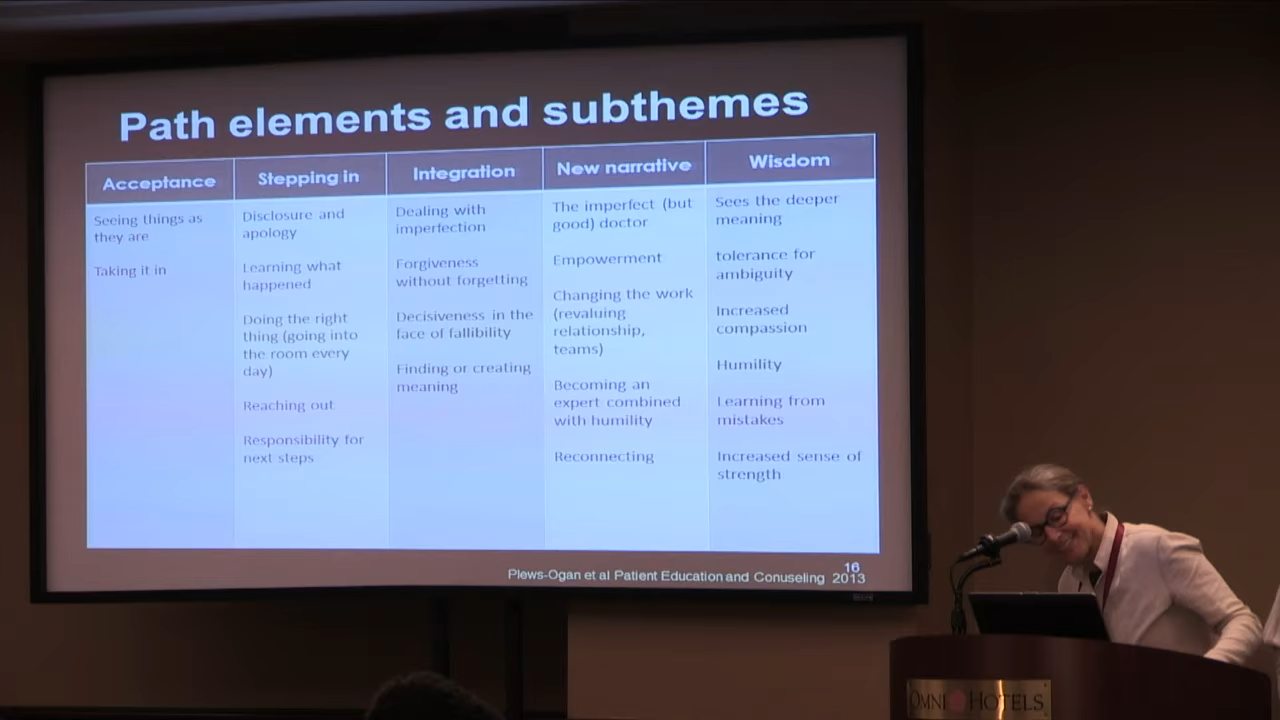 Path elements and subthemes
Acceptance
Stepping in
Integration
New narrative
Wisdom
Seeing things as
they are
Taking it in
Disclosure and
apology
Learning what
happened
Doing the right
thing (going into
the room every
day)
Reaching out
Responsibility for
next steps
Dealing with
imperfection
Forgiveness
without forgetting
Decisiveness in the
face of fallibility
Finding or creating
meaning
The imperfect (but
good) doctor
Empowerment
Changing the work
(revaluing
relationship,
teams)
Becoming an
expert combined
with humility
Reconnecting
Sees the deeper
meaning
tolerance for
ambiguity
Increased
compassion
Humility
Learning from
mistakes
Increased sense of
strength
16
Plews-Ogan et al Patient Education and Conuseling 2013
OMNI HOTELS